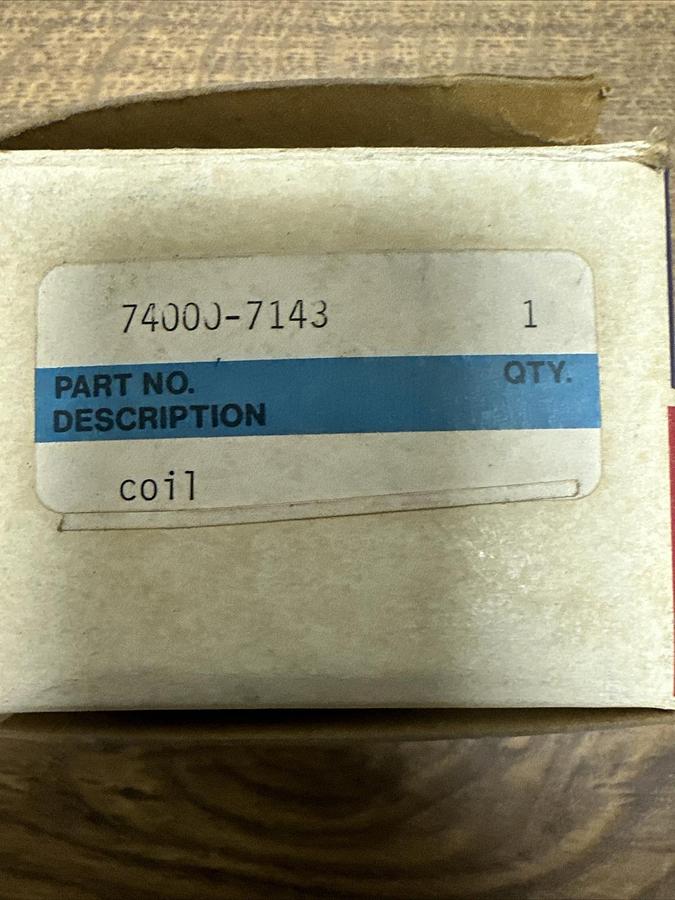 74000-7143 1
PART NO. QTY.
DESCRIPTION
coil